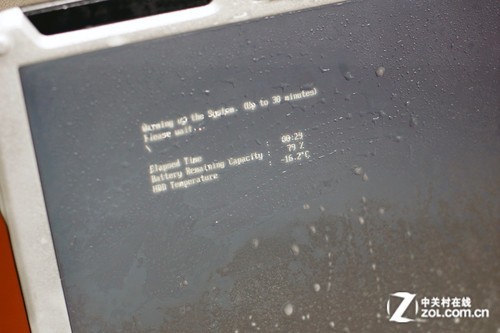 Warming up the System. (Up to 30 minutes)
Please wait...
\
Elapsed Time : 00:29
Battery Remaining Capacity : 79 %
HDD Temperature : -16.2°C
Z 中关村在线
ZOL.COM.CN